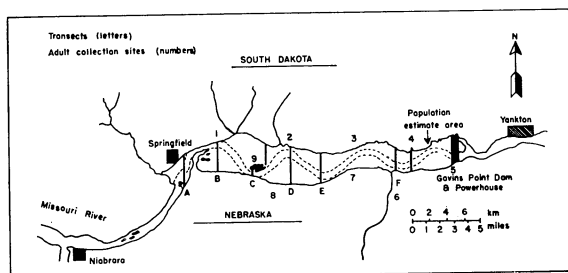 Transects (letters)
Adult collection sites (numbers)
SOUTH DAKOTA
N
Population
estimate area
Yankton
Springfield
1
2
3
4
9
5
A
B
C
D
E
F
8
7
6
Gavins Point Dam
& Powerhouse
Missouri River
NEBRASKA
Niobrara
0 2 4 6 km
0 1 2 3 4 5 miles